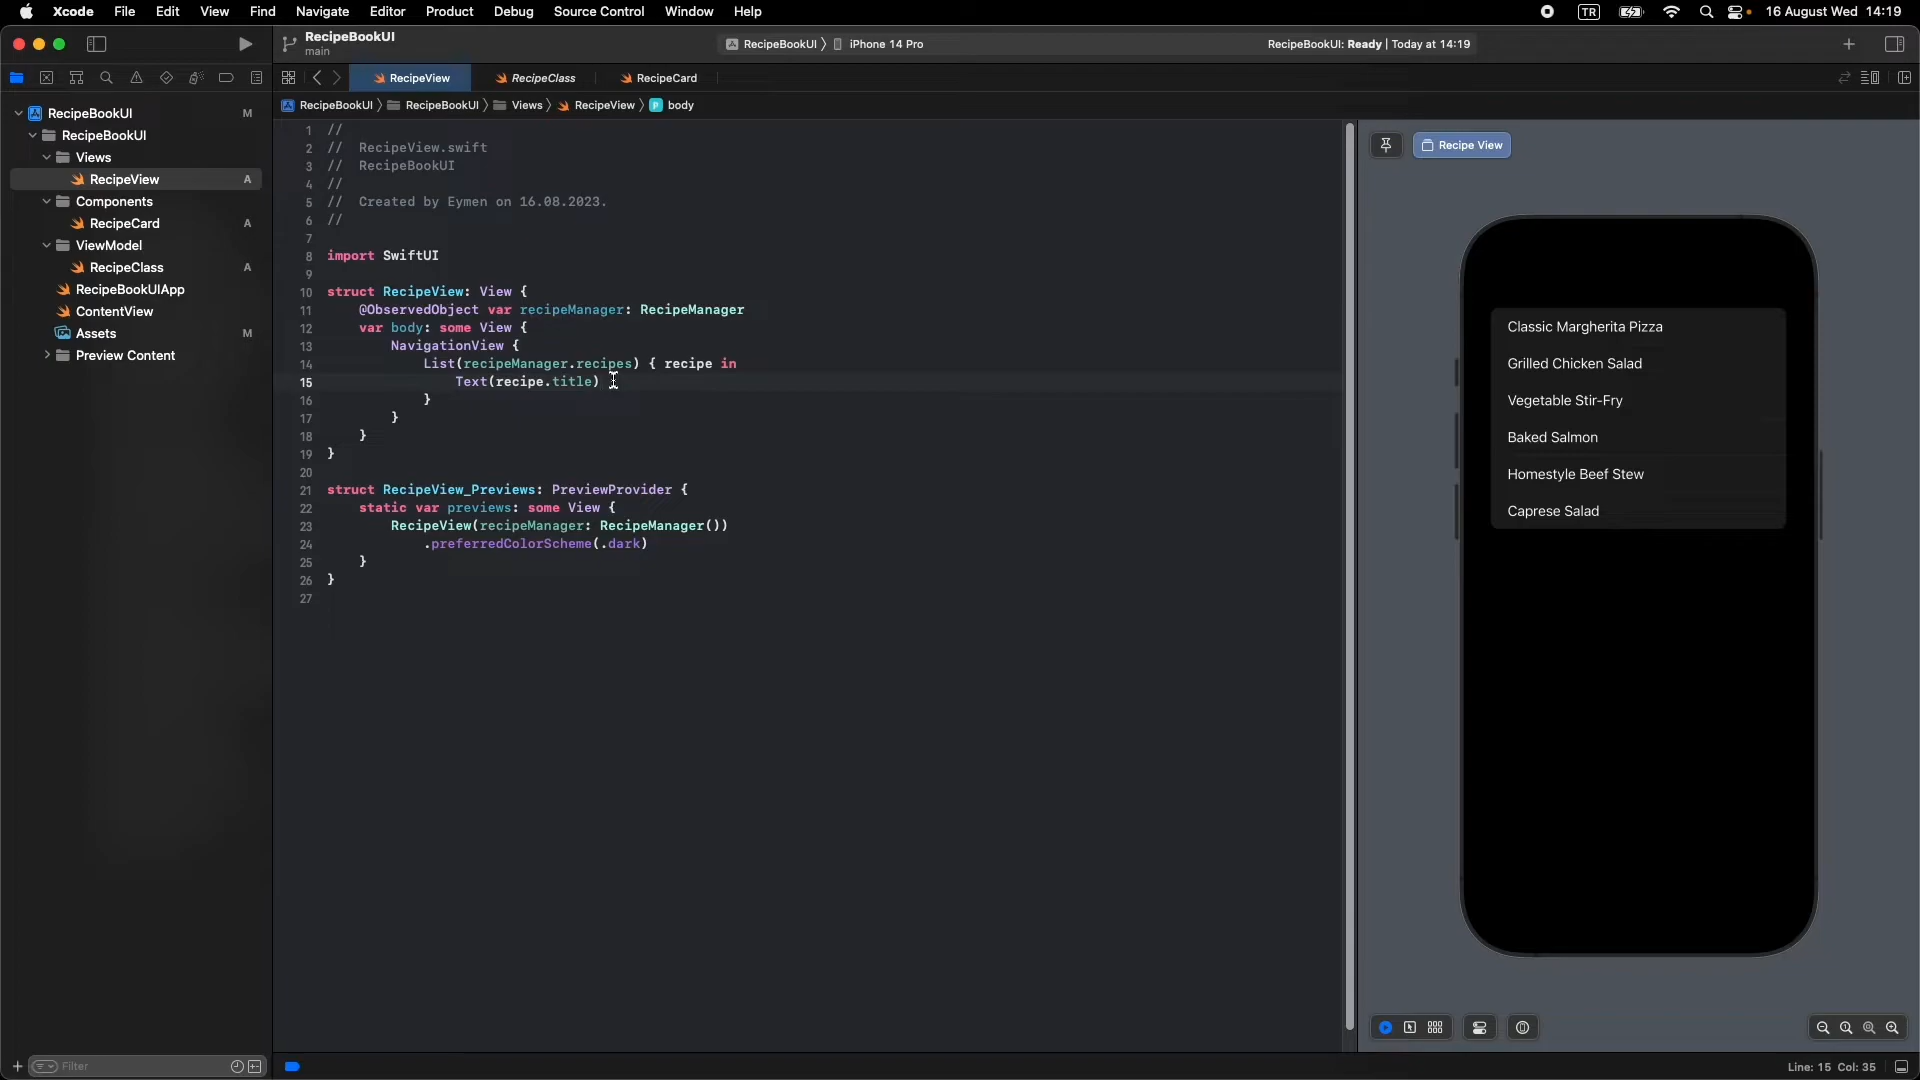 Xcode File Edit View Find Navigate Editor Product Debug Source Control Window Help TR 16 August Wed 14:19
RecipeBookUI
main
RecipeBookUI iPhone 14 Pro RecipeBookUI: Ready | Today at 14:19
RecipeView RecipeClass RecipeCard
RecipeBookUI RecipeBookUI Views RecipeView P body
RecipeBookUI M
RecipeBookUI
Views
RecipeView A
Components
RecipeCard A
ViewModel
RecipeClass A
RecipeBookUIApp
ContentView
Assets M
Preview Content
Filter
1 //
2 // RecipeView.swift
3 // RecipeBookUI
4 //
5 // Created by Eymen on 16.08.2023.
6 //
7
8 import SwiftUI
9
10 struct RecipeView: View {
11 @ObservedObject var recipeManager: RecipeManager
12 var body: some View {
13 NavigationView {
14 List(recipeManager.recipes) { recipe in
15 Text(recipe.title)
16 }
17 }
18 }
19 }
20
21 struct RecipeView_Previews: PreviewProvider {
22 static var previews: some View {
23 RecipeView(recipeManager: RecipeManager())
24 .preferredColorScheme(.dark)
25 }
26 }
27
Recipe View
Classic Margherita Pizza
Grilled Chicken Salad
Vegetable Stir-Fry
Baked Salmon
Homestyle Beef Stew
Caprese Salad
Line: 15 Col: 35